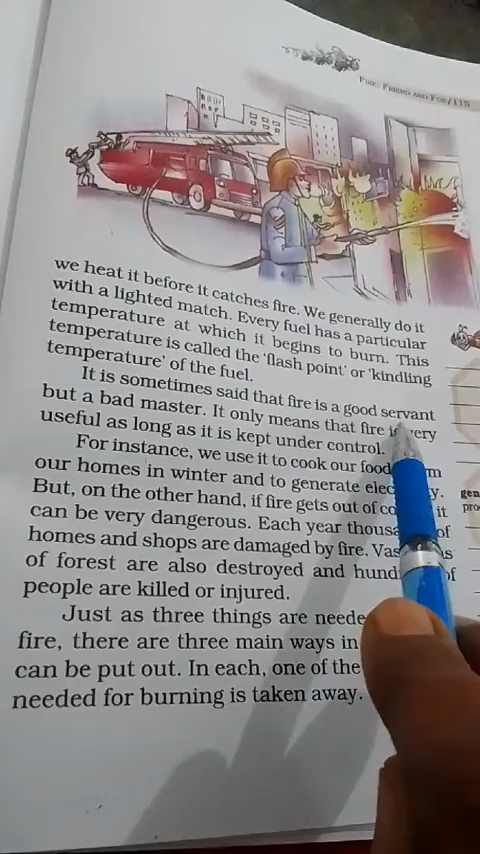 FIRE: FRIEND AND FOE/115
we heat it before it catches fire. We generally do it
with a lighted match. Every fuel has a particular
temperature at which it begins to burn. This
temperature is called the 'flash point' or 'kindling
temperature' of the fuel.
It is sometimes said that fire is a good servant
but a bad master. It only means that fire is very
useful as long as it is kept under control.
For instance, we use it to cook our food
our homes in winter and to generate
But, on the other hand, if fire gets out of it
can be very dangerous. Each year of
homes and shops are damaged by fire.
of forest are also destroyed and of
people are killed or injured.
Just as three things are
fire, there are three main ways in
can be put out. In each, one of the
needed for burning is taken away.
gen
pro